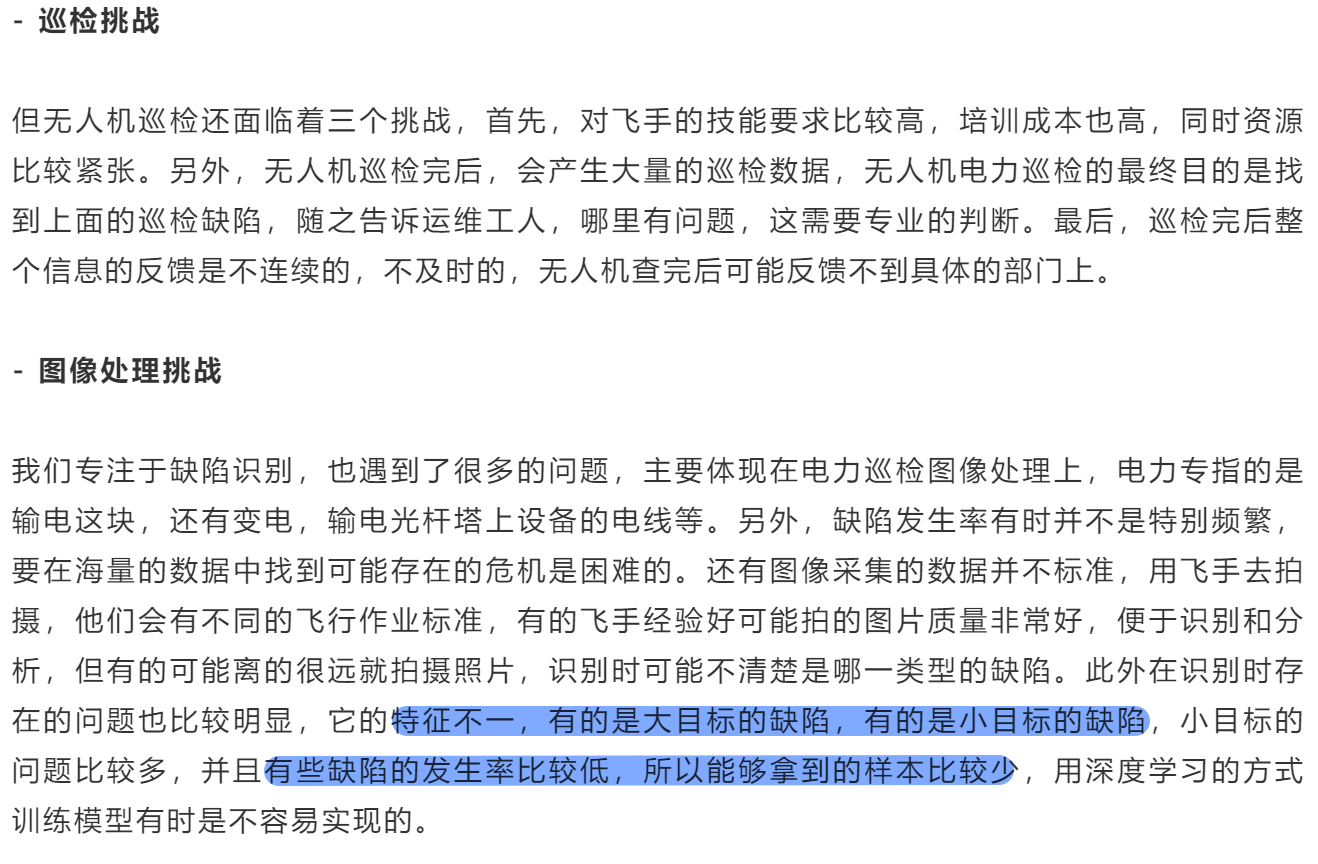 - 巡检挑战
但无人机巡检还面临着三个挑战，首先，对飞手的技能要求比较高，培训成本也高，同时资源
比较紧张。另外，无人机巡检完后，会产生大量的巡检数据，无人机电力巡检的最终目的是找
到上面的巡检缺陷，随之告诉运维工人，哪里有问题，这需要专业的判断。最后，巡检完后整
个信息的反馈是不连续的，不及时的，无人机查完后可能反馈不到具体的部门上。
- 图像处理挑战
我们专注于缺陷识别，也遇到了很多的问题，主要体现在电力巡检图像处理上，电力专指的是
输电这块，还有变电，输电光杆塔上设备的电线等。另外，缺陷发生率有时并不是特别频繁，
要在海量的数据中找到可能存在的危机是困难的。还有图像采集的数据并不标准，用飞手去拍
摄，他们会有不同的飞行作业标准，有的飞手经验好可能拍的图片质量非常好，便于识别和分
析，但有的可能离的很远就拍摄照片，识别时可能不清楚是哪一类型的缺陷。此外在识别时存
在的问题也比较明显，它的特征不一，有的是大目标的缺陷，有的是小目标的缺陷，小目标的
问题比较多，并且有些缺陷的发生率比较低，所以能够拿到的样本比较少，用深度学习的方式
训练模型有时是不容易实现的。